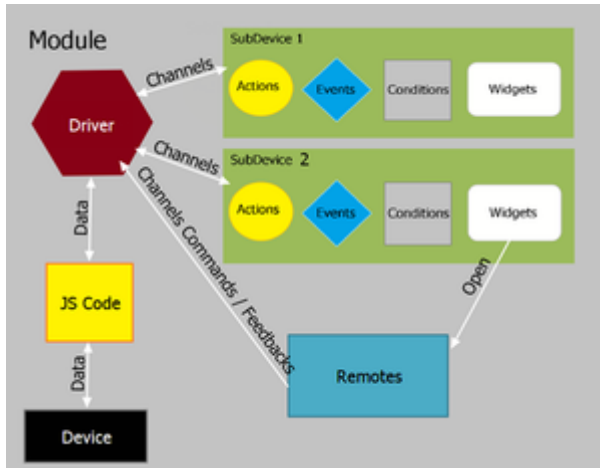 Module
SubDevice 1
Channels
Actions
Events
Conditions
Widgets
Driver
Channels
SubDevice 2
Actions
Events
Conditions
Widgets
Data
Channels Commands / Feedbacks
Open
JS Code
Remotes
Data
Device